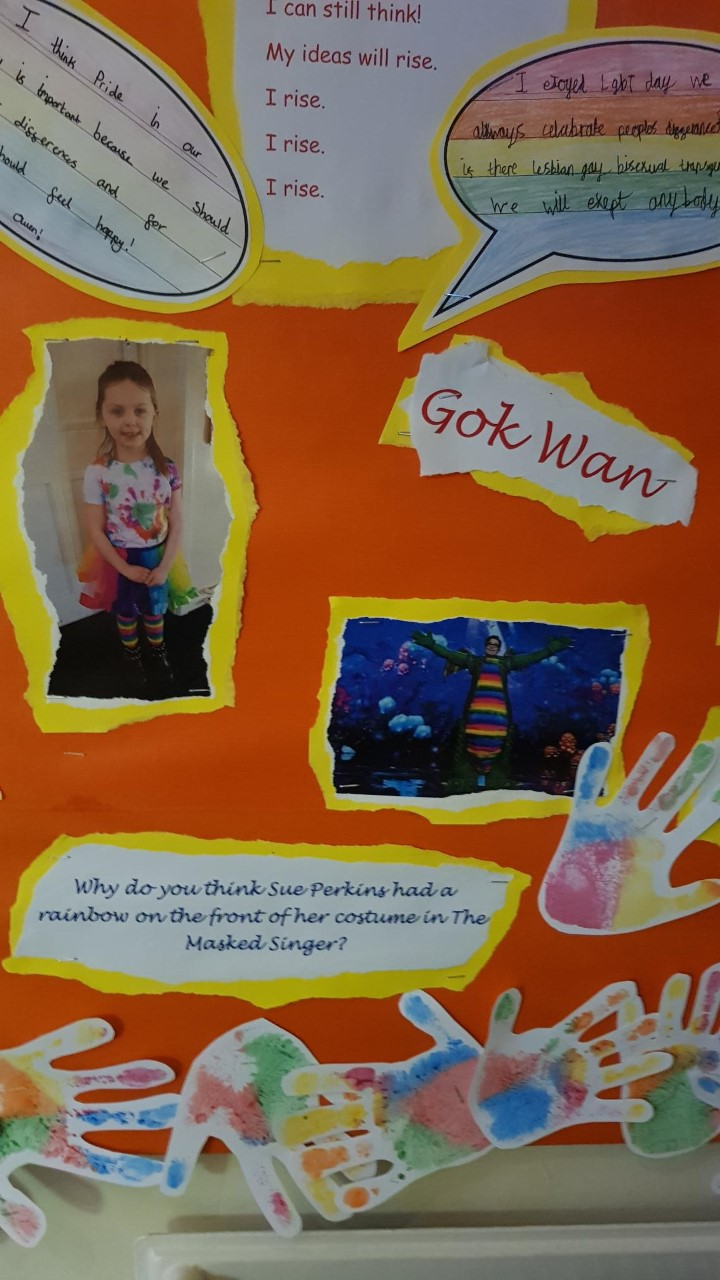 I can still think!
My ideas will rise.
I rise.
I rise.
I rise.
I think Pride in our
is important because we should
differences and for
should feel happy!
own!
I ejoyed LgbT day we
always celabrate peoples
is there lesbian gay bisexual
We will exept anybody
Gok Wan
Why do you think Sue Perkins had a
rainbow on the front of her costume in The
Masked Singer?